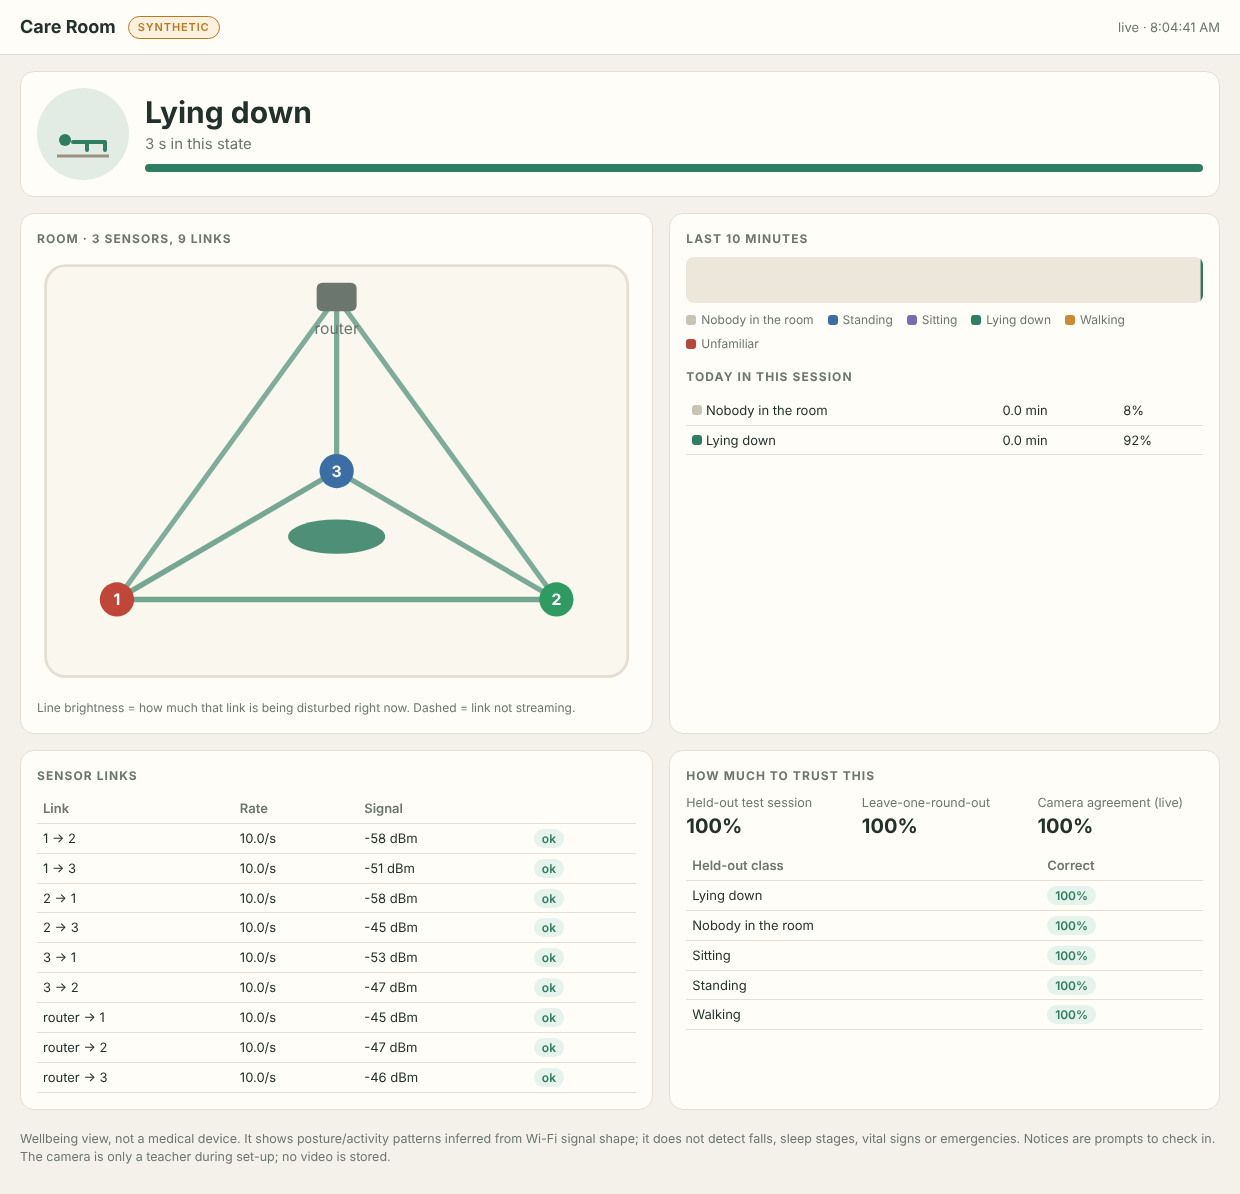 Care Room SYNTHETIC live · 8:04:41 AM
Lying down
3 s in this state
ROOM · 3 SENSORS, 9 LINKS
router
3
1
2
Line brightness = how much that link is being disturbed right now. Dashed = link not streaming.
LAST 10 MINUTES
Nobody in the room Standing Sitting Lying down Walking
Unfamiliar
TODAY IN THIS SESSION
Nobody in the room 0.0 min 8%
Lying down 0.0 min 92%
SENSOR LINKS
Link Rate Signal
1 → 2 10.0/s -58 dBm ok
1 → 3 10.0/s -51 dBm ok
2 → 1 10.0/s -58 dBm ok
2 → 3 10.0/s -45 dBm ok
3 → 1 10.0/s -53 dBm ok
3 → 2 10.0/s -47 dBm ok
router → 1 10.0/s -45 dBm ok
router → 2 10.0/s -47 dBm ok
router → 3 10.0/s -46 dBm ok
HOW MUCH TO TRUST THIS
Held-out test session Leave-one-round-out Camera agreement (live)
100% 100% 100%
Held-out class Correct
Lying down 100%
Nobody in the room 100%
Sitting 100%
Standing 100%
Walking 100%
Wellbeing view, not a medical device. It shows posture/activity patterns inferred from Wi-Fi signal shape; it does not detect falls, sleep stages, vital signs or emergencies. Notices are prompts to check in.
The camera is only a teacher during set-up; no video is stored.